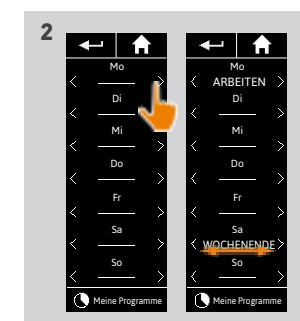 2
Mo
Di
Mi
Do
Fr
Sa
So
Meine Programme
Mo
ARBEITEN
Di
Mi
Do
Fr
Sa
WOCHENENDE
So
Meine Programme